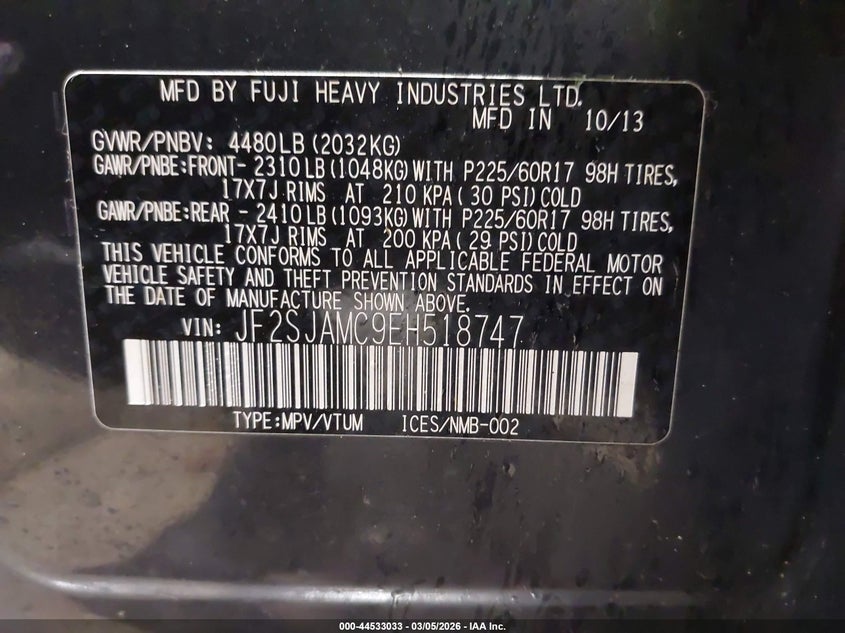 MFD BY FUJI HEAVY INDUSTRIES LTD.
MFD IN 10/13
GVWR/PNBV: 4480LB (2032KG)
GAWR/PNBE:FRONT- 2310LB (1048KG) WITH P225/60R17 98H TIRES,
17X7J RIMS AT 210 KPA ( 30 PSI) COLD
GAWR/PNBE:REAR - 2410LB (1093KG) WITH P225/60R17 98H TIRES,
17X7J RIMS AT 200 KPA ( 29 PSI) COLD
THIS VEHICLE CONFORMS TO ALL APPLICABLE FEDERAL MOTOR
VEHICLE SAFETY AND THEFT PREVENTION STANDARDS IN EFFECT ON
THE DATE OF MANUFACTURE SHOWN ABOVE.
VIN: JF2SJAMC9EH518747
TYPE:MPV/VTUM ICES/NMB-002
000-44533033 — 03/05/2026 - IAA Inc.